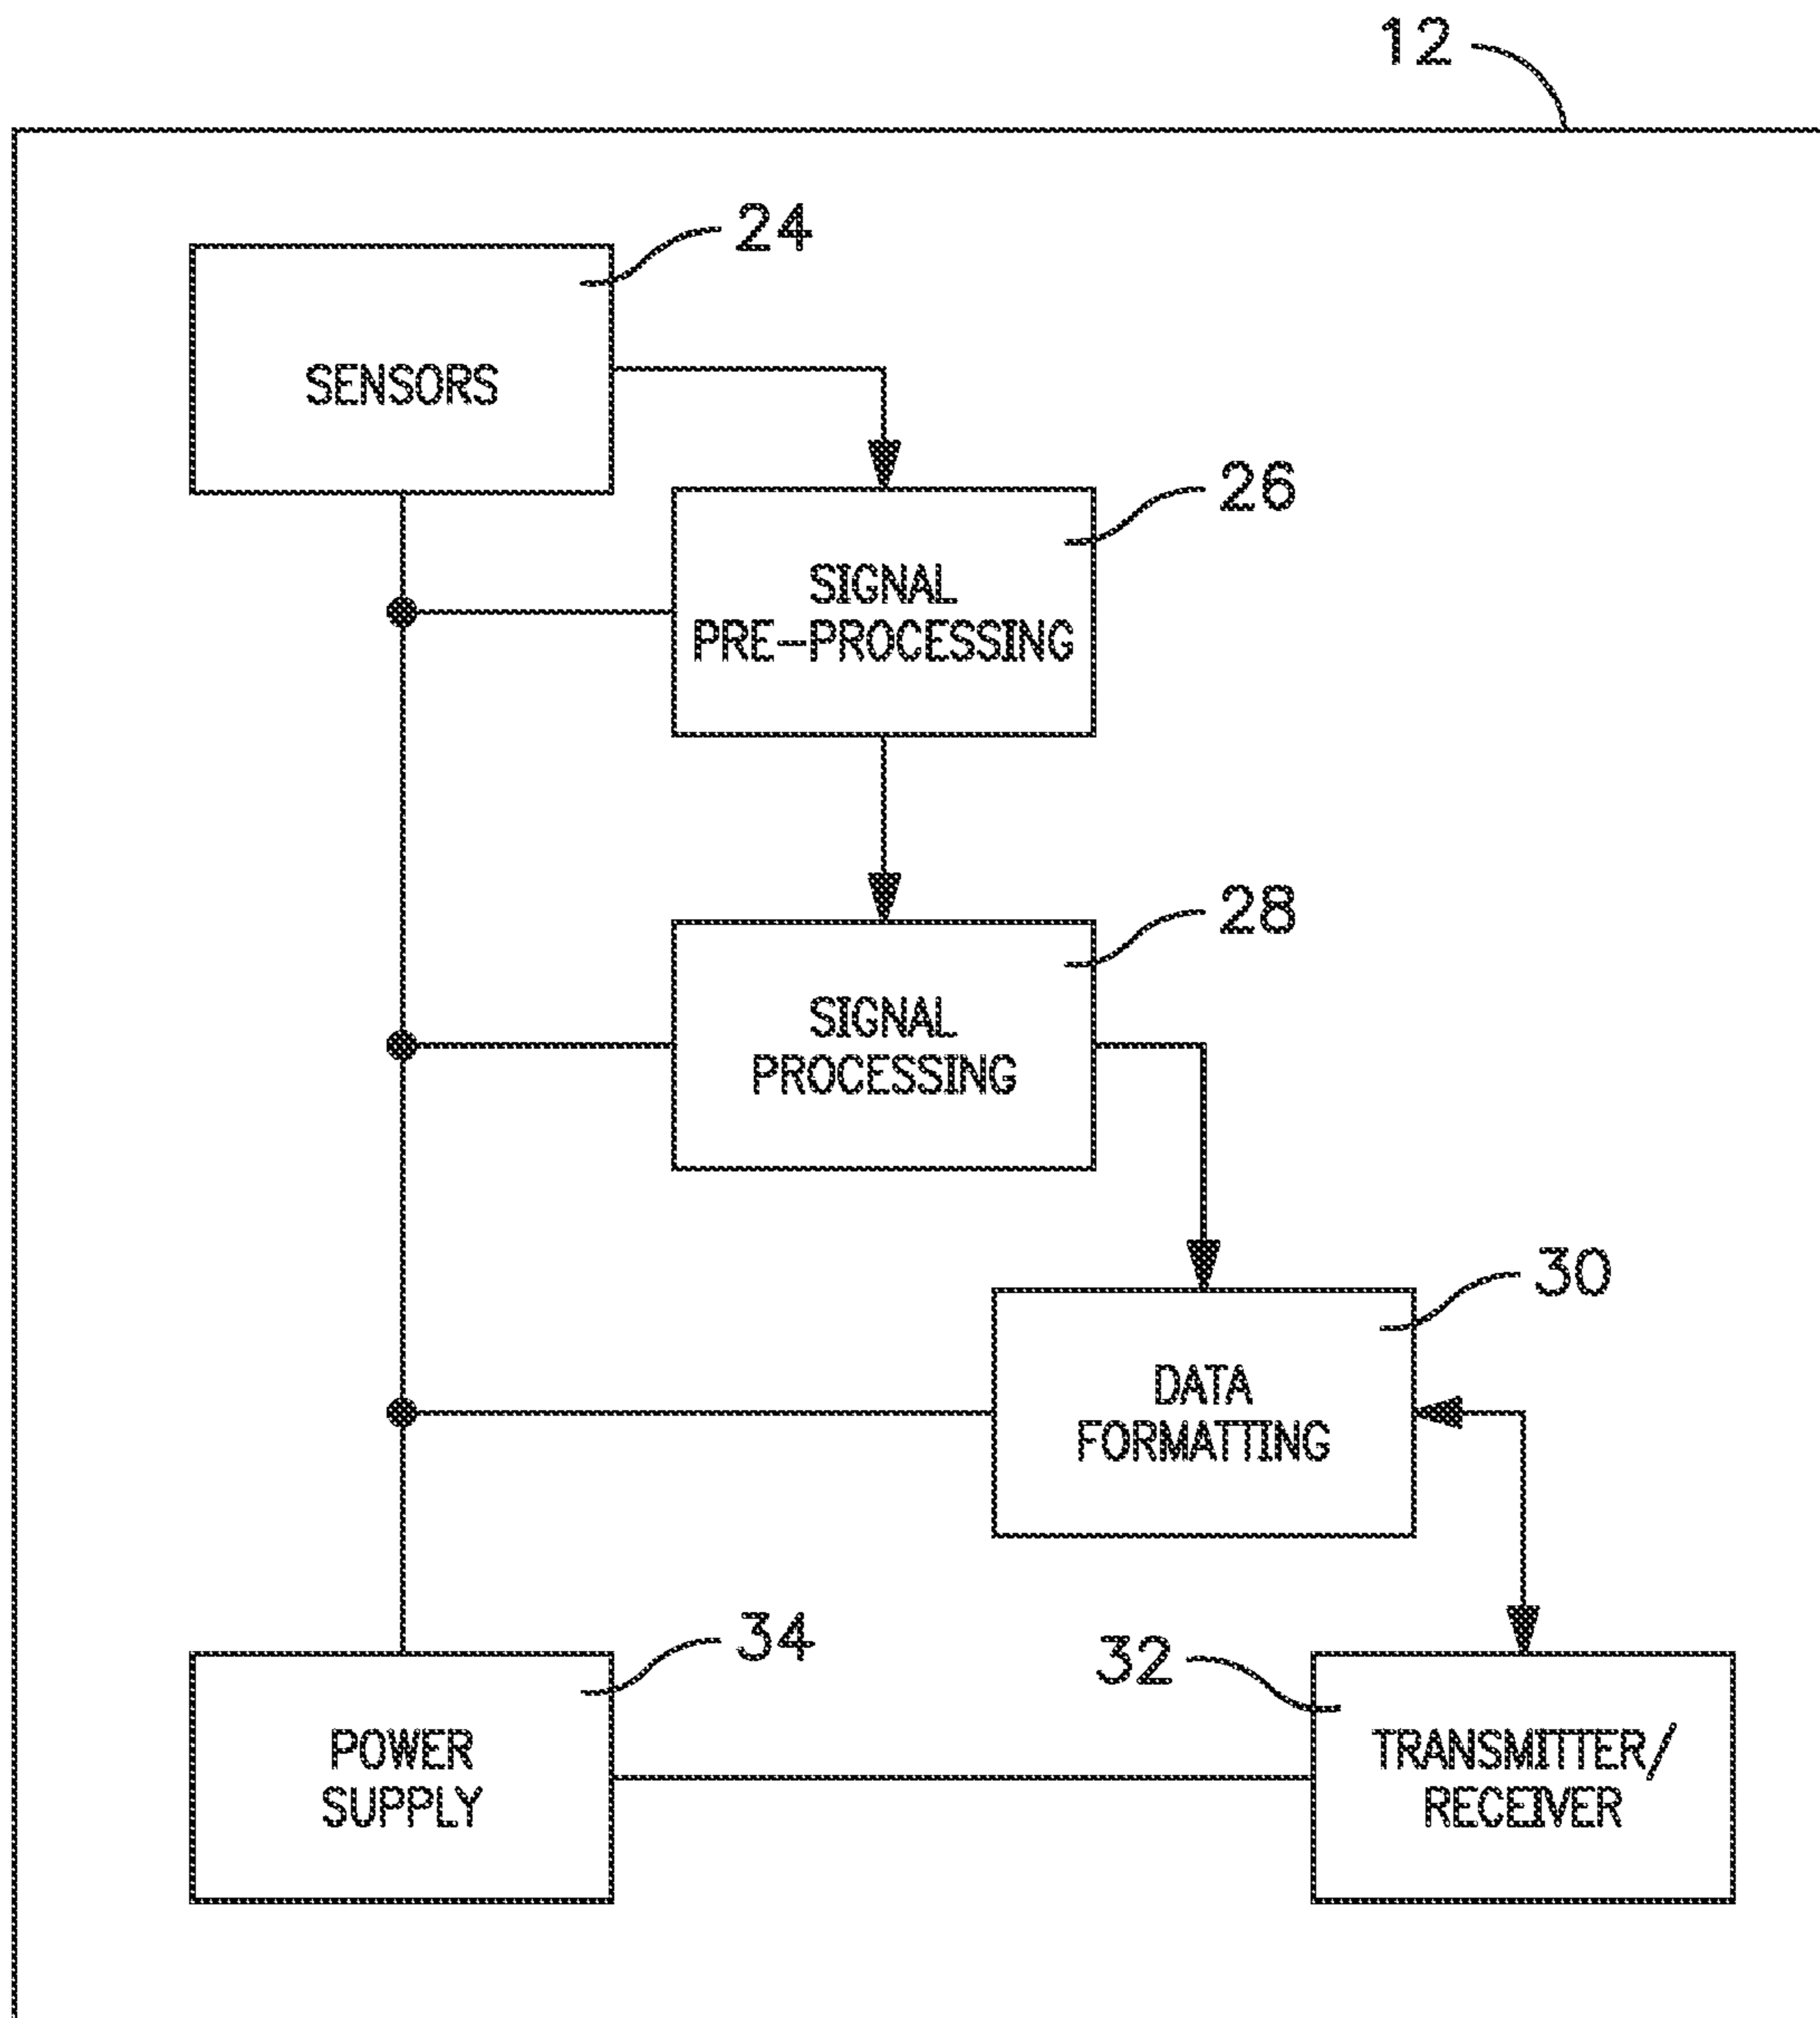 12
24
SENSORS
26
SIGNAL
PRE-PROCESSING
28
SIGNAL
PROCESSING
30
DATA
FORMATTING
34
32
POWER
SUPPLY
TRANSMITTER/
RECEIVER